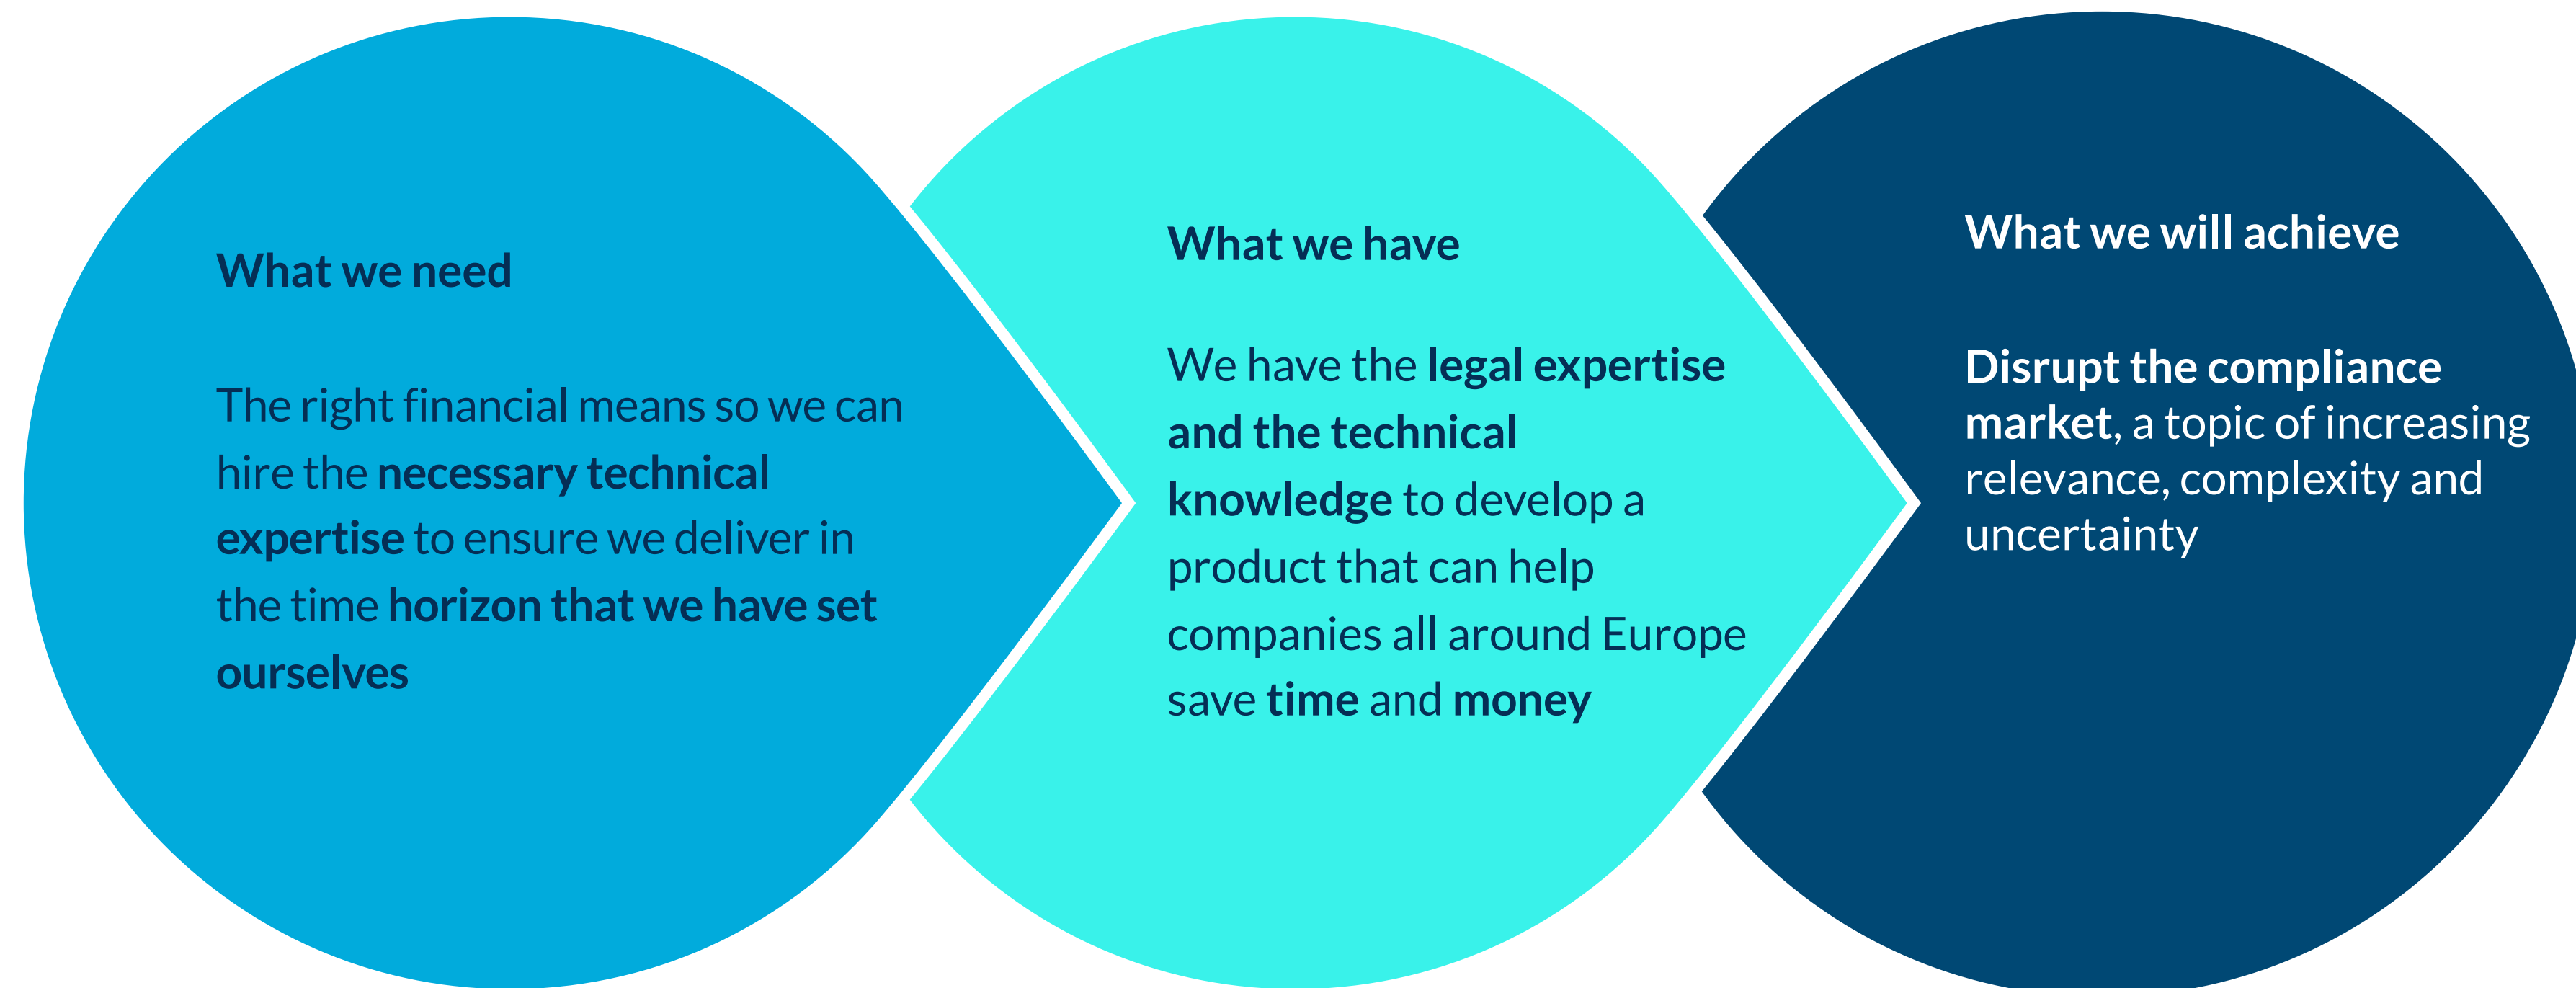 What we need
The right financial means so we can
hire the necessary technical
expertise to ensure we deliver in
the time horizon that we have set
ourselves
What we have
We have the legal expertise
and the technical
knowledge to develop a
product that can help
companies all around Europe
save time and money
What we will achieve
Disrupt the compliance
market, a topic of increasing
relevance, complexity and
uncertainty